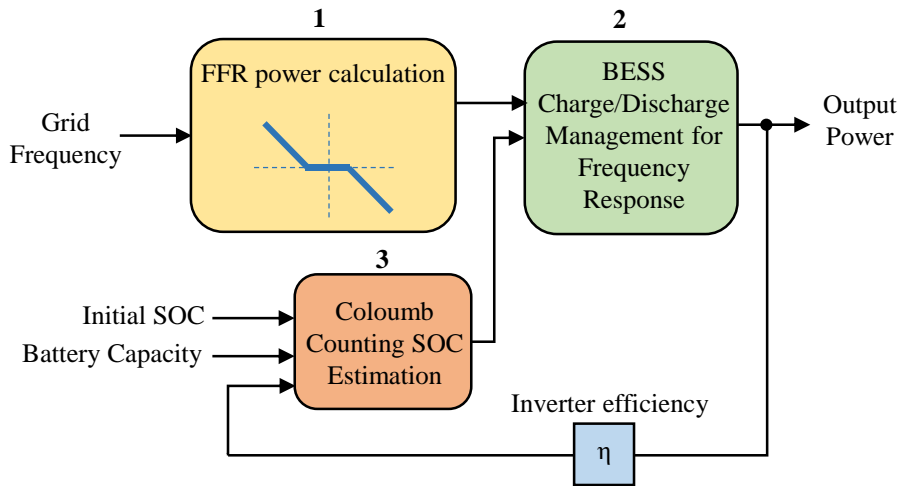 1
FFR power calculation
2
BESS
Charge/Discharge
Management for
Frequency
Response
Grid
Frequency
Output
Power
3
Coloumb
Counting SOC
Estimation
Initial SOC
Battery Capacity
Inverter efficiency
η